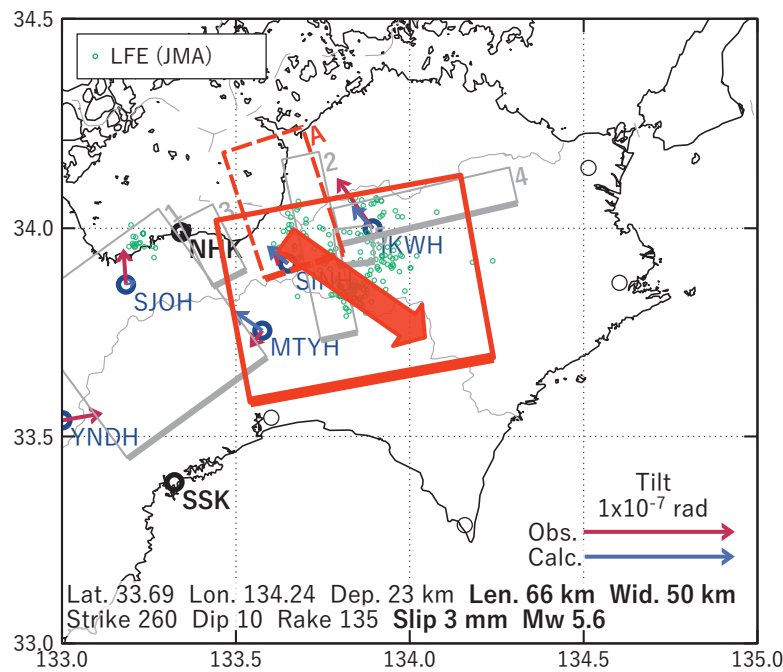 34.5
LFE (JMA)
A
2
4
1
3
34.0
NHK
IKWH
SINH
SJOH
MTYH
33.5
YNDH
SSK
Tilt
1x10-7 rad
Obs.
Calc.
Lat. 33.69 Lon. 134.24 Dep. 23 km Len. 66 km Wid. 50 km
Strike 260 Dip 10 Rake 135 Slip 3 mm Mw 5.6
33.0
133.0 133.5 134.0 134.5 135.0